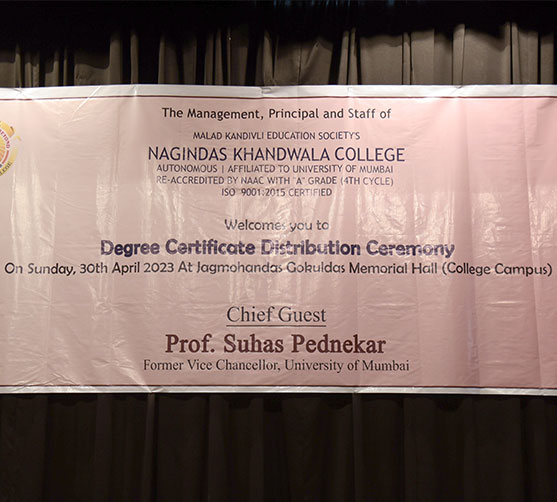 The Management, Principal and Staff of
MALAD KANDIVLI EDUCATION SOCIETY'S
NAGINDAS KHANDWALA COLLEGE
AUTONOMOUS | AFFILIATED TO UNIVERSITY OF MUMBAI
RE-ACCREDITED BY NAAC WITH "A" GRADE (4TH CYCLE)
ISO 9001:2015 CERTIFIED
Welcomes you to
Degree Certificate Distribution Ceremony
On Sunday, 30th April 2023 At Jagmohandas Gokuldas Memorial Hall (College Campus)
Chief Guest
Prof. Suhas Pednekar
Former Vice Chancellor, University of Mumbai